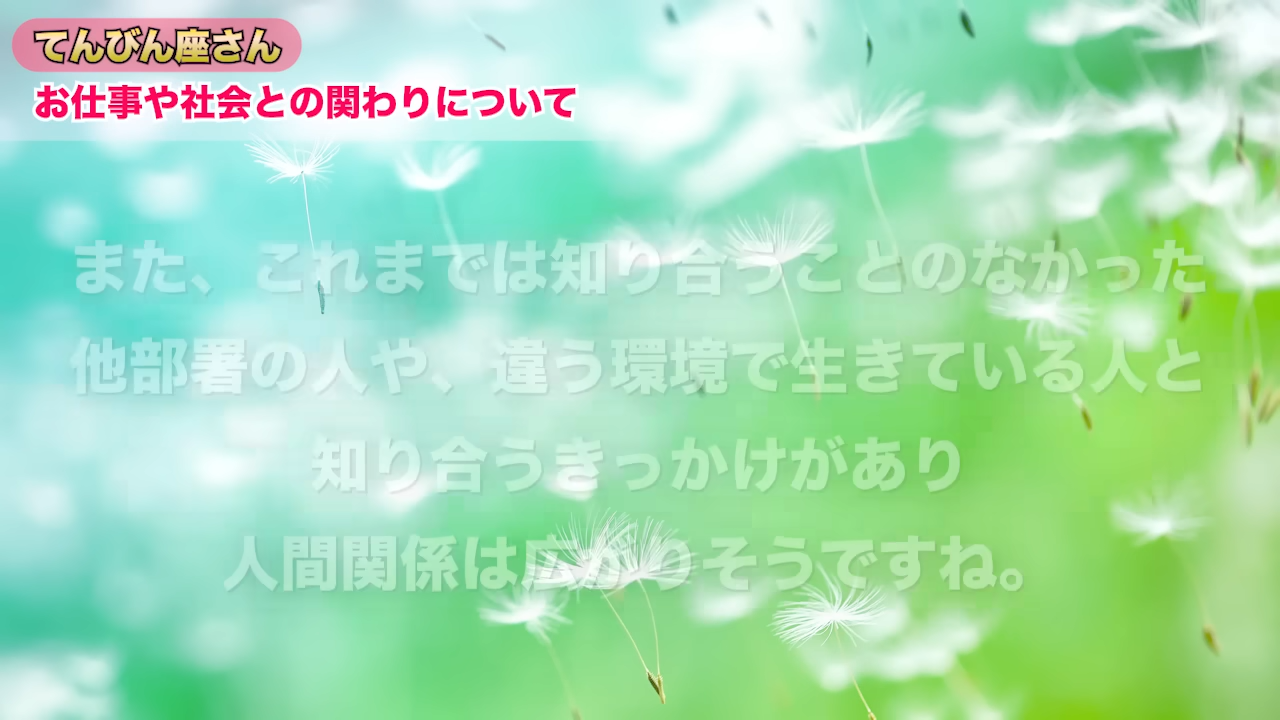 てんびん座さん
お仕事や社会との関わりについて
また、これまでは知り合うことのなかった
他部署の人や、違う環境で生きている人と
知り合うきっかけがあり
人間関係は広がりそうですね。